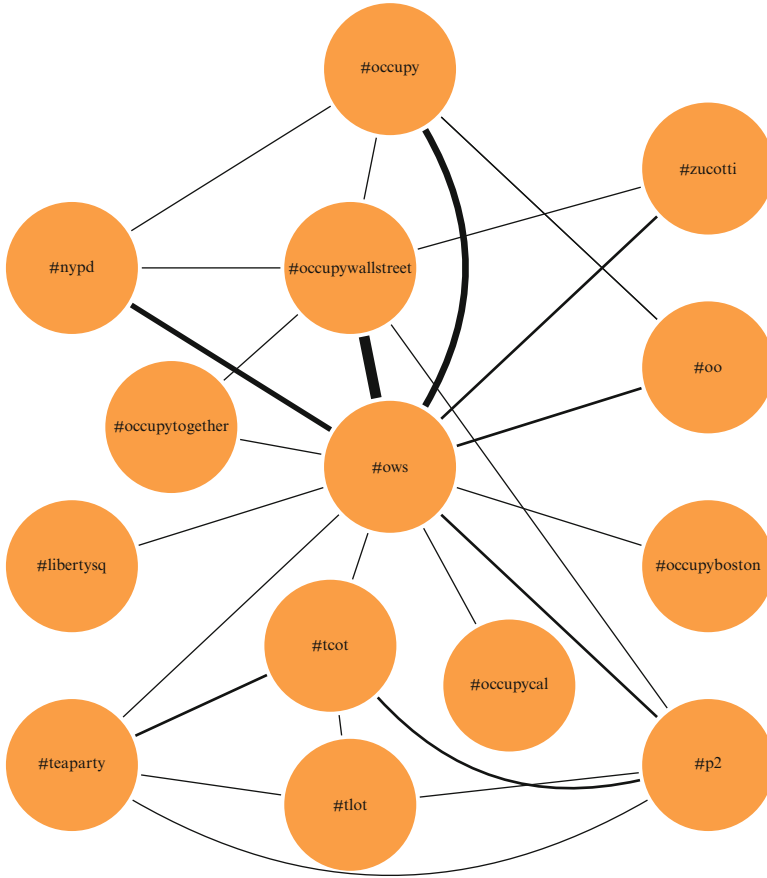 #occupy
#zucotti
#nypd
#occupywallstreet
#oo
#occupytogether
#ows
#libertysq
#occupyboston
#tcot
#occupycal
#teaparty
#p2
#tlot